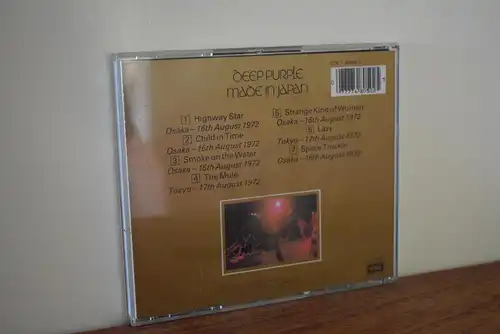 DEEP PURPLE
MADE IN JAPAN
1 Highway Star
Osaka – 16th August 1972
2 Child in Time
Osaka – 16th August 1972
3 Smoke on the Water
Osaka – 15th August 1972
4 The Mule
Tokyo – 17th August 1972
5 Strange Kind of Woman
Osaka – 16th August 1972
6 Lazy
Tokyo – 17th August 1972
7 Space Truckin'
Osaka – 16th August 1972